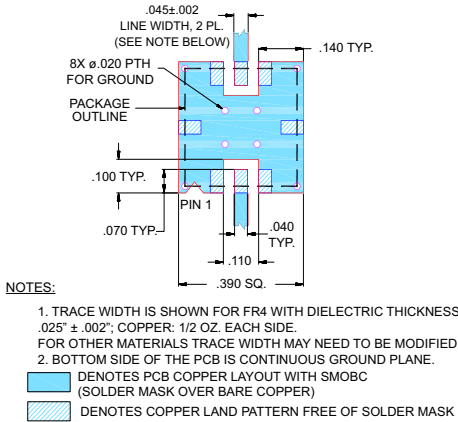 .045±.002
LINE WIDTH, 2 PL.
(SEE NOTE BELOW)
.140 TYP.
8X ø.020 PTH
FOR GROUND
PACKAGE
OUTLINE
.100 TYP.
PIN 1
.070 TYP.
.040
TYP.
.110
.390 SQ.
NOTES:
1. TRACE WIDTH IS SHOWN FOR FR4 WITH DIELECTRIC THICKNESS
.025" ± .002"; COPPER: 1/2 OZ. EACH SIDE.
FOR OTHER MATERIALS TRACE WIDTH MAY NEED TO BE MODIFIED
2. BOTTOM SIDE OF THE PCB IS CONTINUOUS GROUND PLANE.
DENOTES PCB COPPER LAYOUT WITH SMOBC
(SOLDER MASK OVER BARE COPPER)
DENOTES COPPER LAND PATTERN FREE OF SOLDER MASK